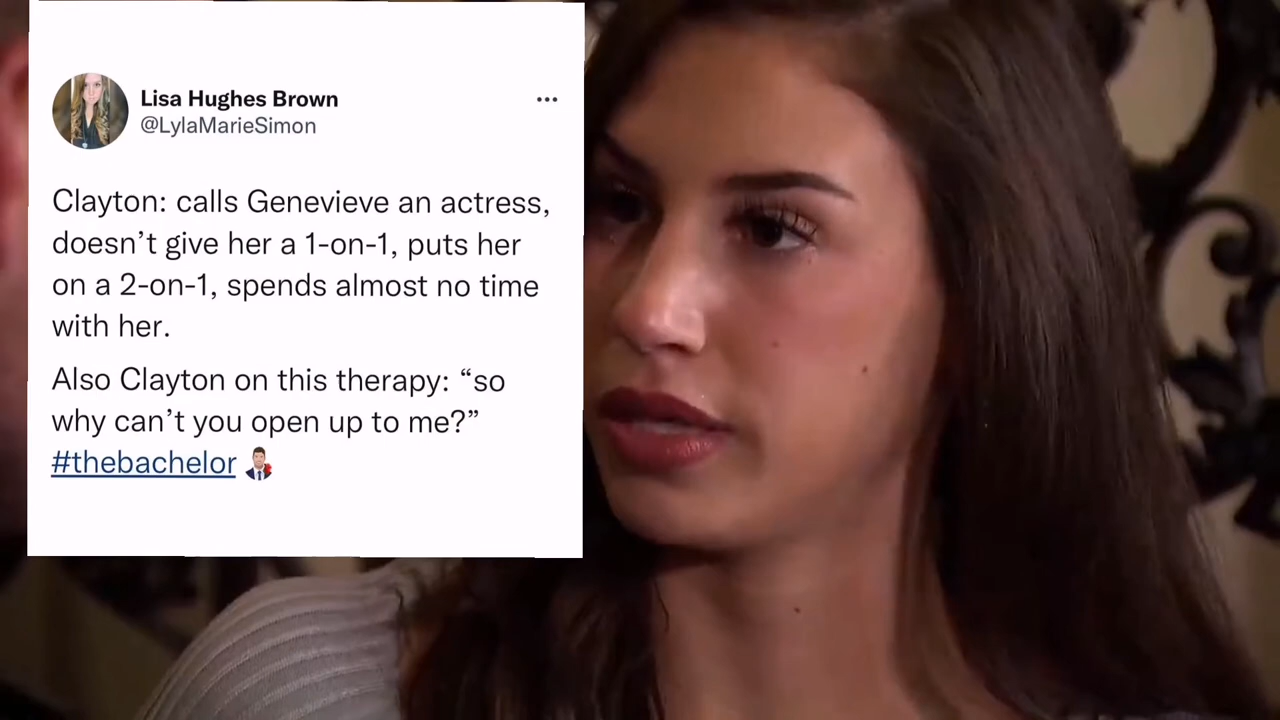 Lisa Hughes Brown
@LylaMarieSimon
Clayton: calls Genevieve an actress,
doesn’t give her a 1-on-1, puts her
on a 2-on-1, spends almost no time
with her.
Also Clayton on this therapy: “so
why can’t you open up to me?”
#thebachelor